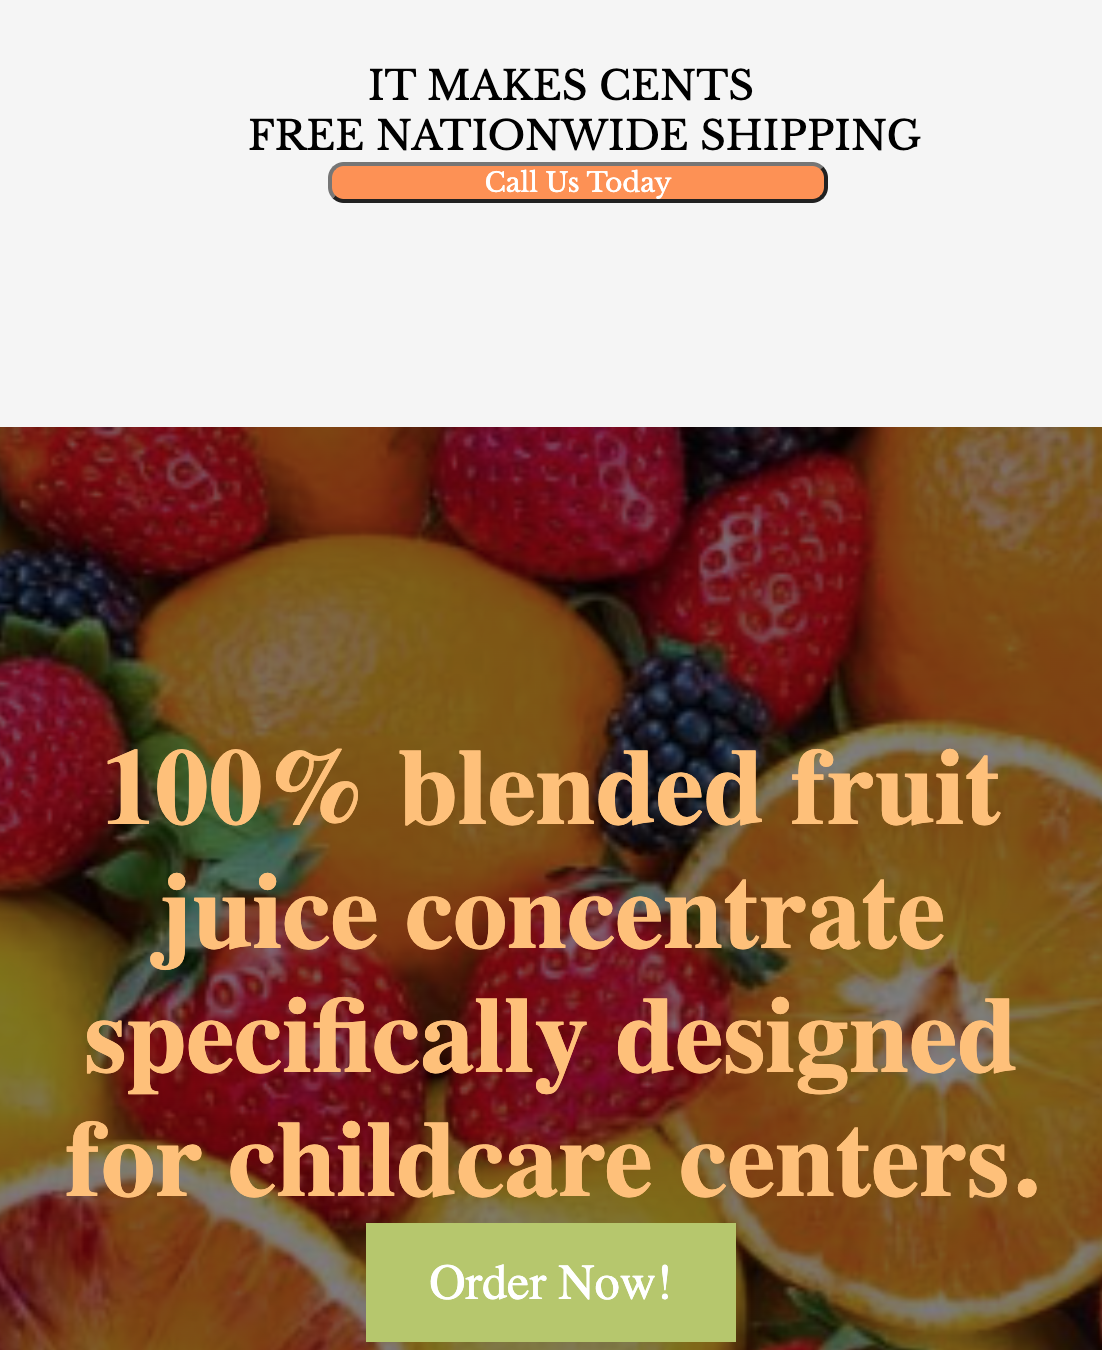 IT MAKES CENTS
FREE NATIONWIDE SHIPPING
Call Us Today
100% blended fruit
juice concentrate
specifically designed
for childcare centers.
Order Now!